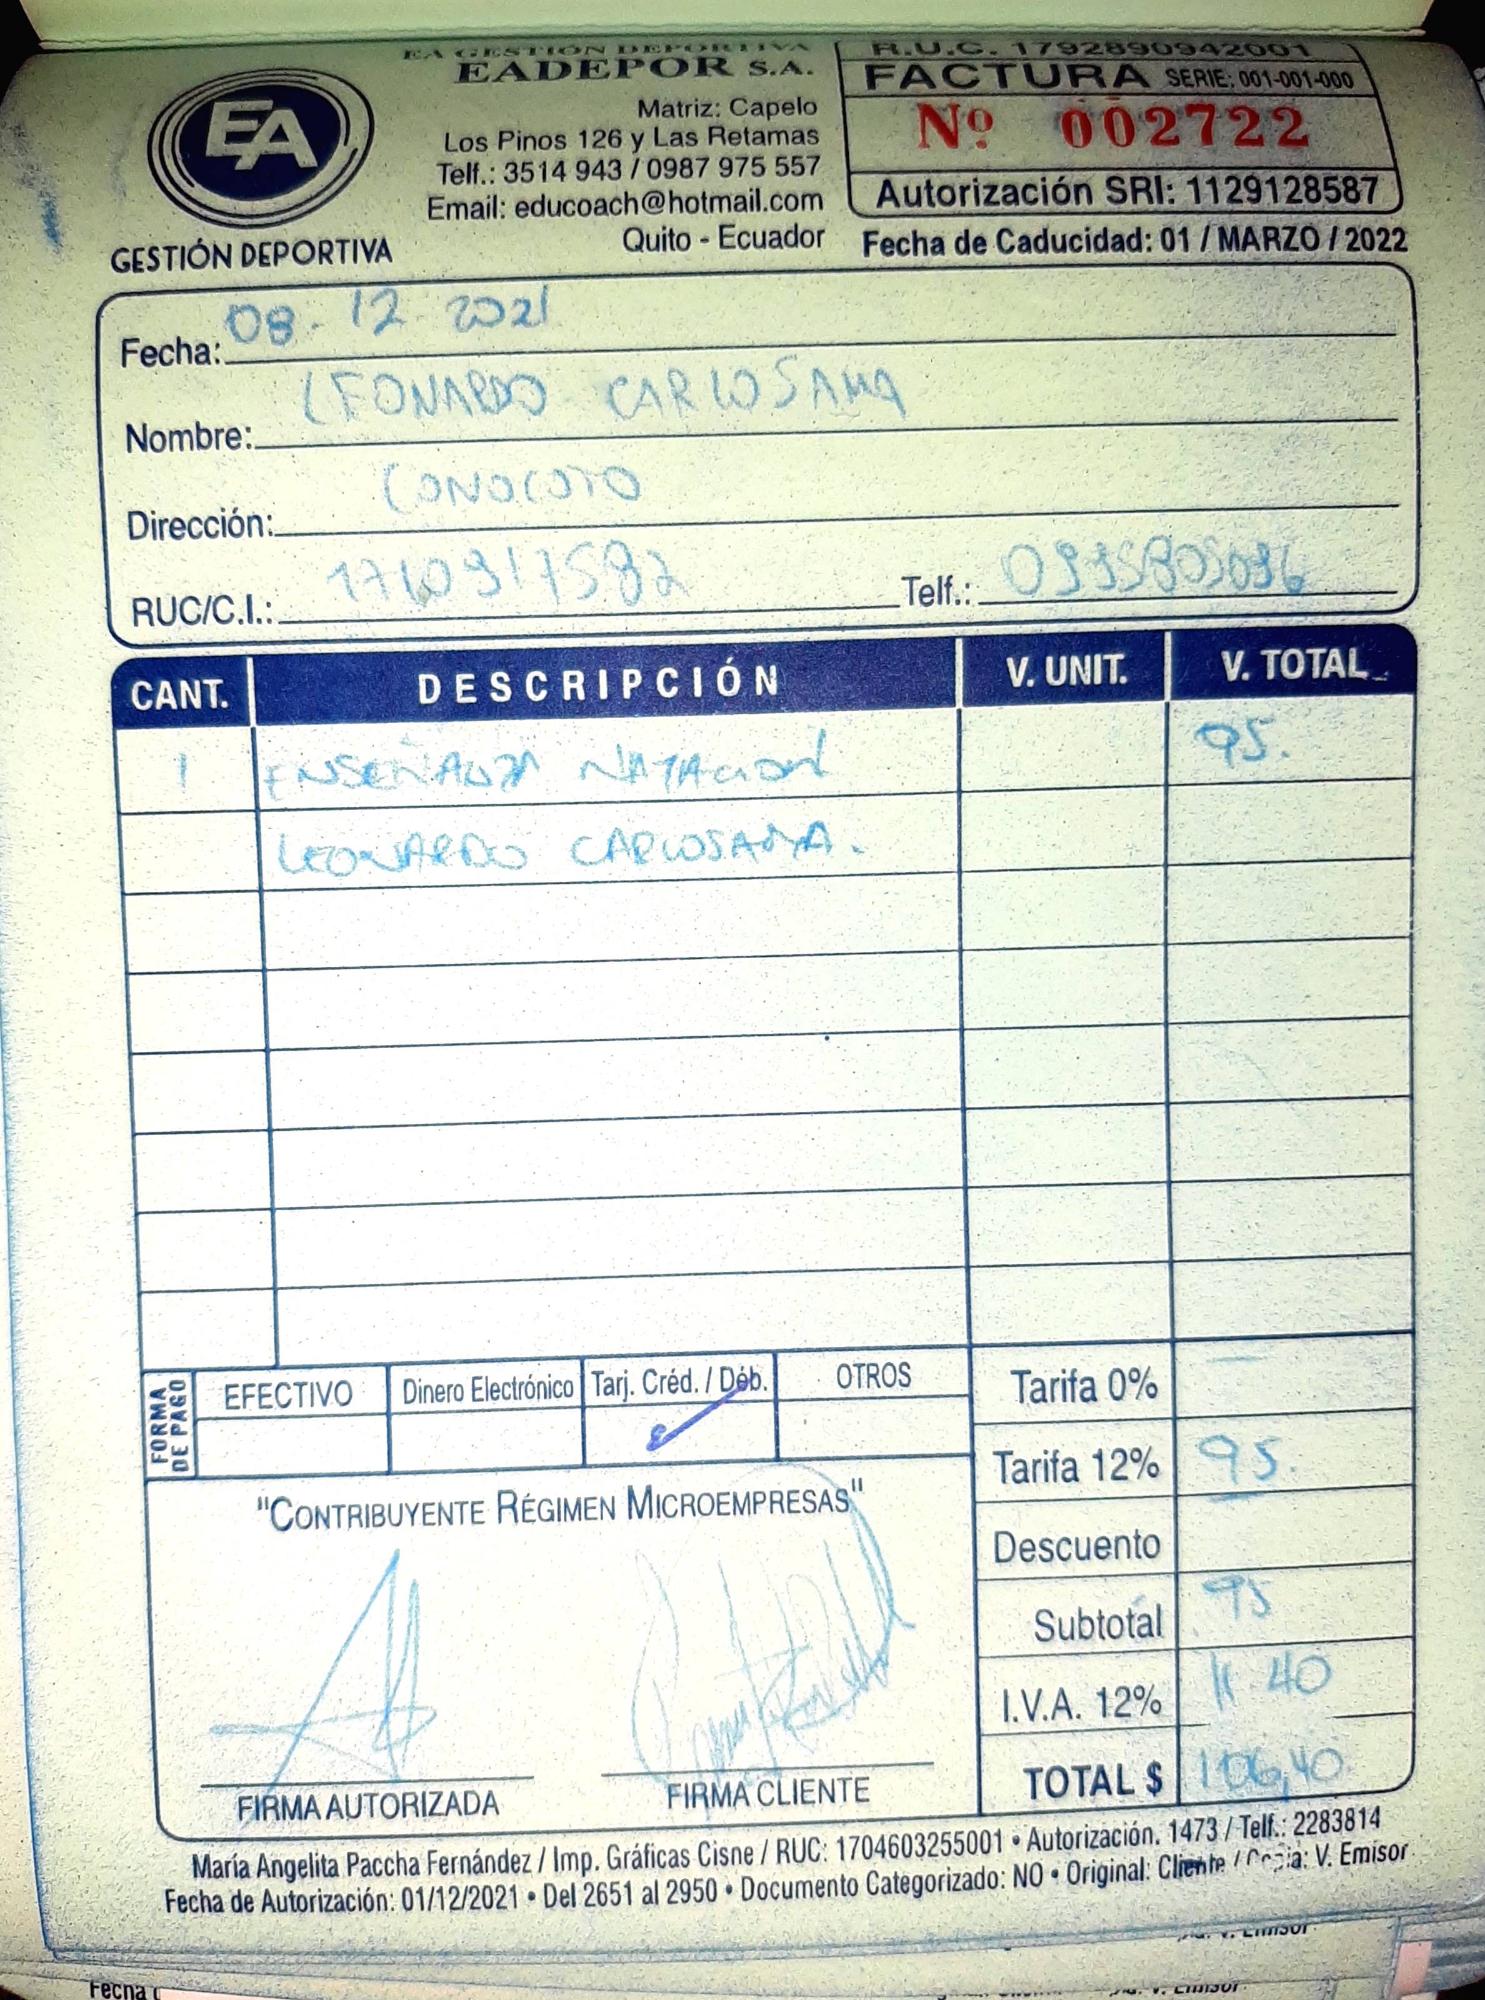 EA GESTIÓN DEPORTIVA
EADEPOR S.A.
Matriz: Capelo
Los Pinos 126 y Las Retamas
Telf.: 3514 943 / 0987 975 557
Email: educoach@hotmail.com
Quito - Ecuador
EA
GESTIÓN DEPORTIVA
R.U.C. 1792890942001
FACTURA SERIE: 001-001-000
Nº 002722
Autorización SRI: 1129128587
Fecha de Caducidad: 01 / MARZO / 2022
Fecha: 08-12-2021
Nombre: LEONARDO CARLOSAMA
Dirección: CONOCOTO
RUC/C.I.: 1710917582 Telf.:
CANT. DESCRIPCIÓN V. UNIT. V. TOTAL
1 ENSEÑANZA NATACION 95.
LEONARDO CARLOSAMA.
FORMA DE PAGO EFECTIVO Dinero Electrónico Tarj. Créd. / Déb. OTROS
Tarifa 0% —
Tarifa 12% 95.
Descuento
Subtotal 95
I.V.A. 12% 11.40
TOTAL $ 106,40
"CONTRIBUYENTE RÉGIMEN MICROEMPRESAS"
FIRMA AUTORIZADA FIRMA CLIENTE
María Angelita Paccha Fernández / Imp. Gráficas Cisne / RUC: 1704603255001 • Autorización. 1473 / Telf.: 2283814
Fecha de Autorización: 01/12/2021 • Del 2651 al 2950 • Documento Categorizado: NO • Original: Cliente / Copia: V. Emisor
V. Emisor
Fecha
V. Emisor